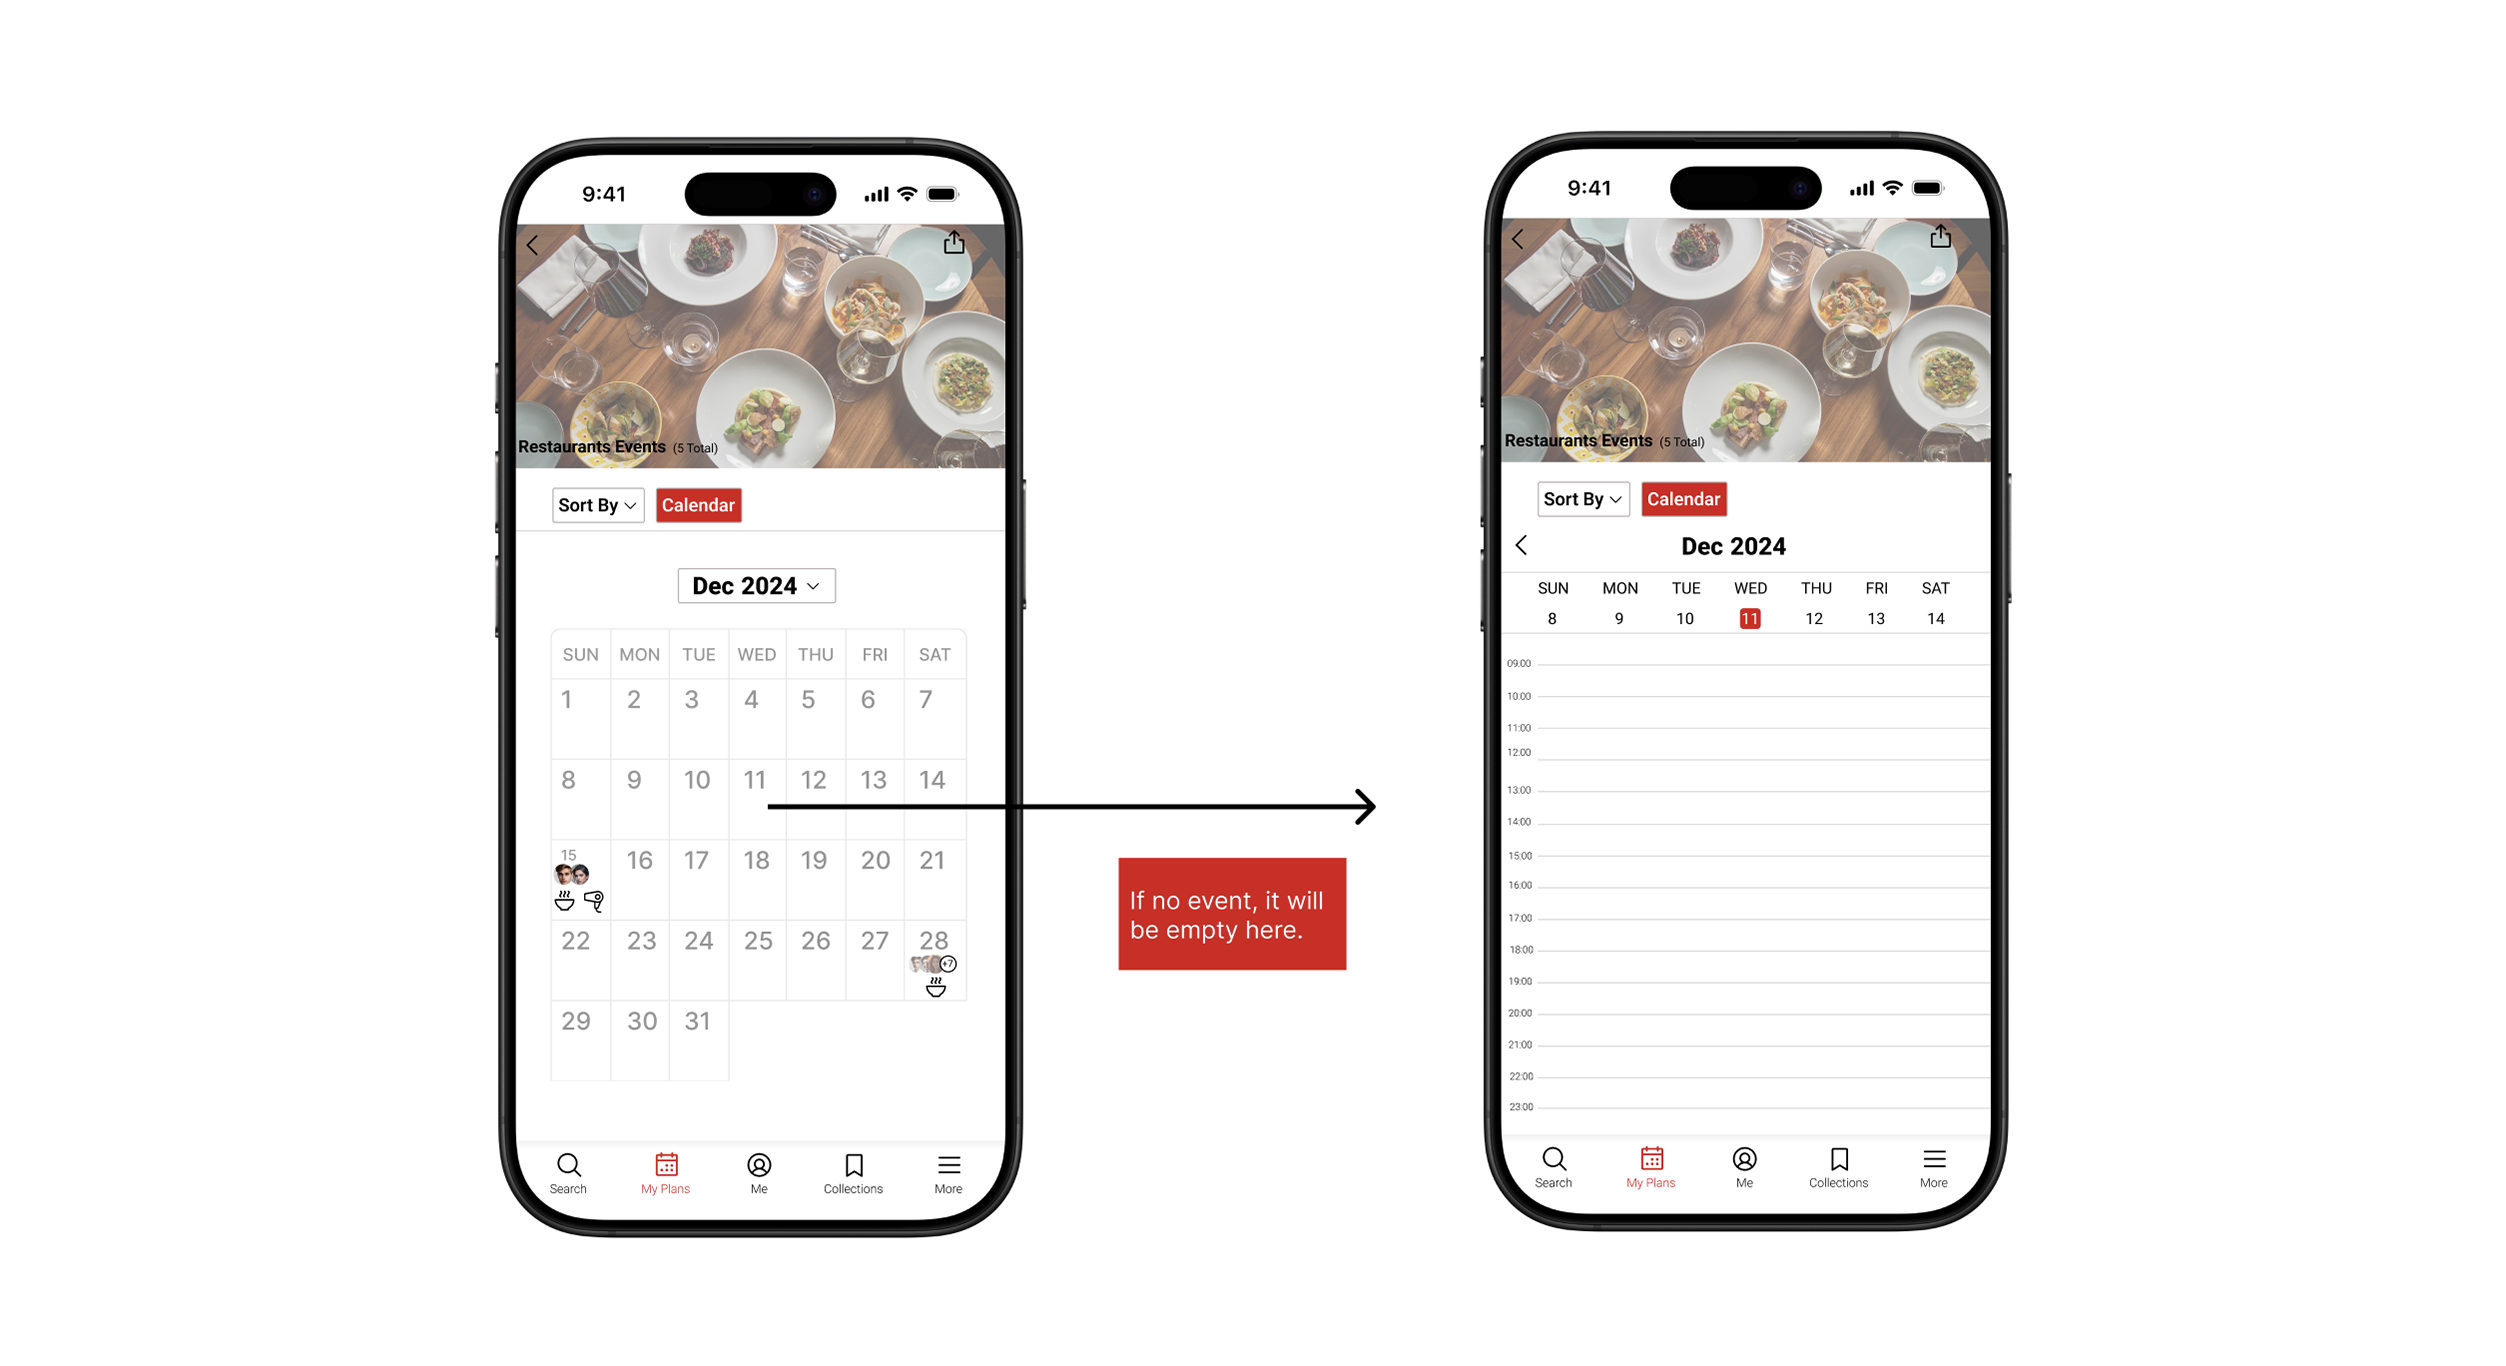 9:41
Restaurants Events (5 Total)
Sort By Calendar
Dec 2024
SUN MON TUE WED THU FRI SAT
1 2 3 4 5 6 7
8 9 10 11 12 13 14
15 16 17 18 19 20 21
22 23 24 25 26 27 28
+7
29 30 31
Search My Plans Me Collections More
If no event, it will
be empty here.
9:41
Restaurants Events (5 Total)
Sort By Calendar
Dec 2024
SUN MON TUE WED THU FRI SAT
8 9 10 11 12 13 14
09:00
10:00
11:00
12:00
13:00
14:00
15:00
16:00
17:00
18:00
19:00
20:00
21:00
22:00
23:00
Search My Plans Me Collections More